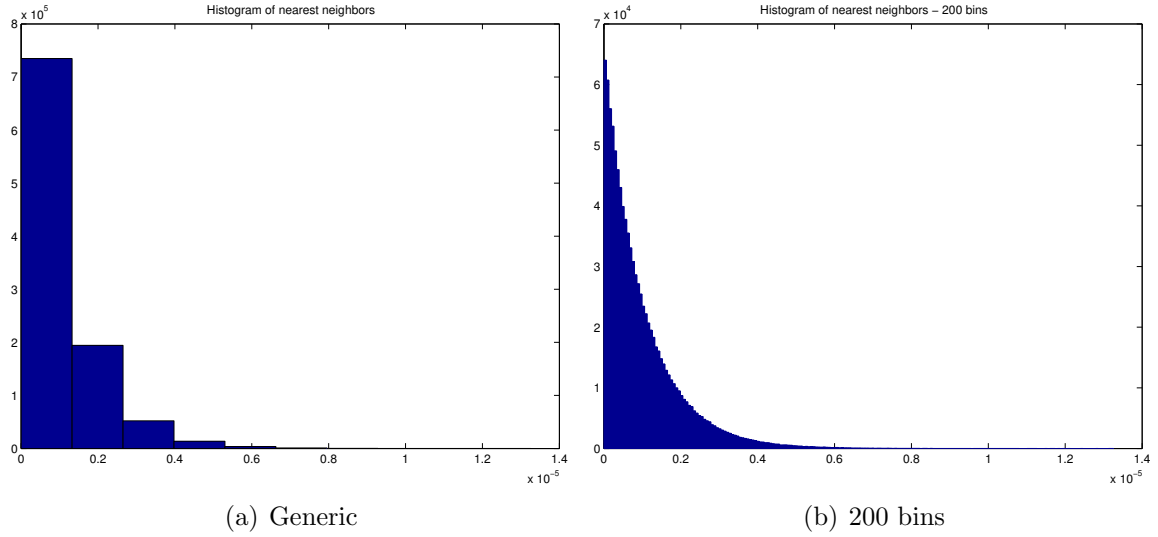 Histogram of nearest neighbors
x 10^5
8
7
6
5
4
3
2
1
0
0 0.2 0.4 0.6 0.8 1 1.2 1.4
x 10^−5
(a) Generic
Histogram of nearest neighbors − 200 bins
x 10^4
7
6
5
4
3
2
1
0
0 0.2 0.4 0.6 0.8 1 1.2 1.4
x 10^−5
(b) 200 bins